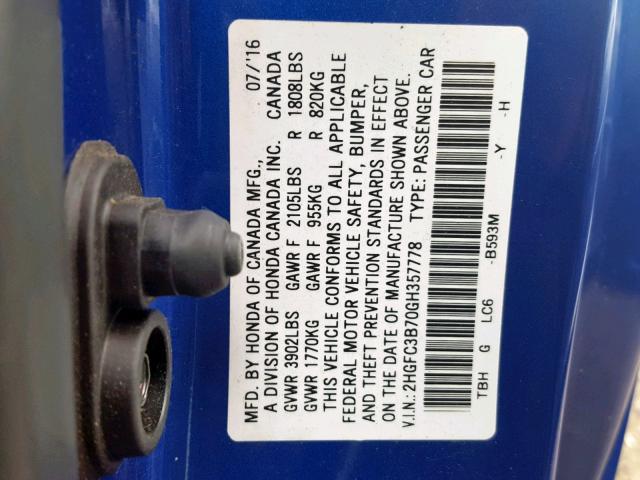 MFD. BY HONDA OF CANADA MFG., 07/'16
A DIVISION OF HONDA CANADA INC. CANADA
GVWR 3902LBS GAWR F 2105LBS R 1808LBS
GVWR 1770KG GAWR F 955KG R 820KG
THIS VEHICLE CONFORMS TO ALL APPLICABLE
FEDERAL MOTOR VEHICLE SAFETY, BUMPER,
AND THEFT PREVENTION STANDARDS IN EFFECT
ON THE DATE OF MANUFACTURE SHOWN ABOVE.
V.I.N.: 2HGFC3B70GH357778 TYPE: PASSENGER CAR
TBH G LC6 -B593M -Y -H